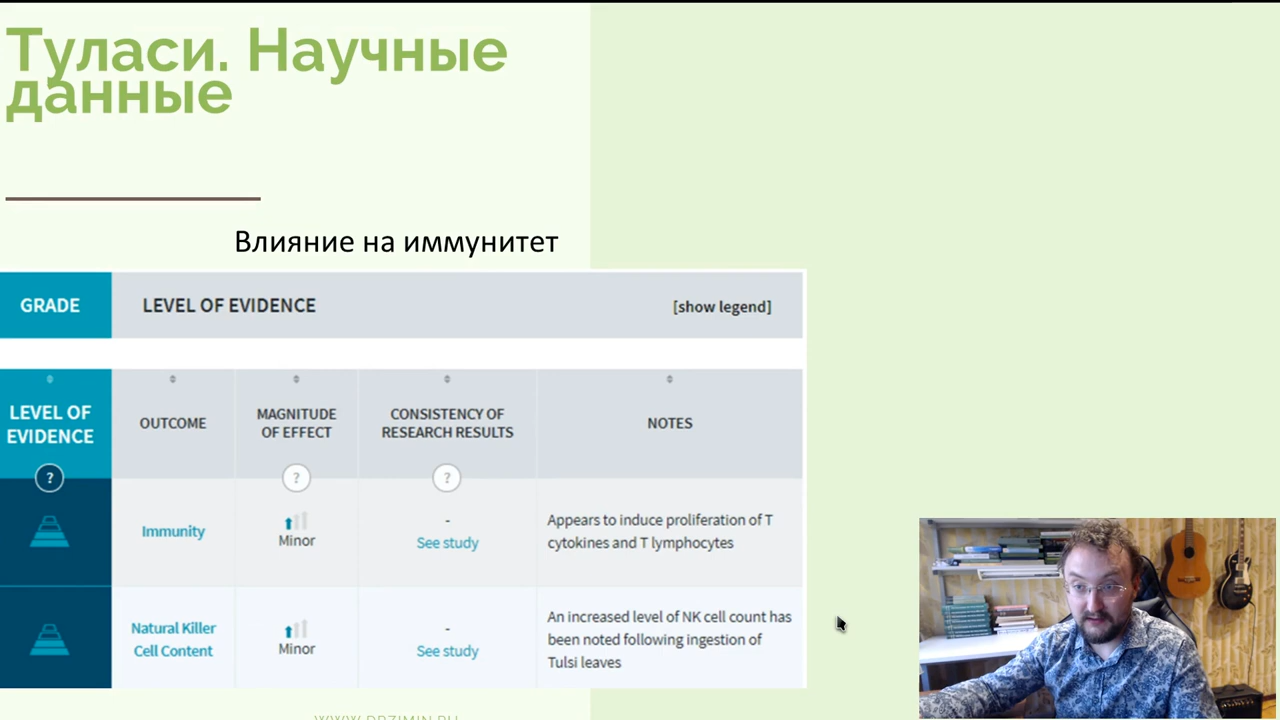 Туласи. Научные
данные
Влияние на иммунитет
GRADE
LEVEL OF EVIDENCE
[show legend]
LEVEL OF
EVIDENCE
?
OUTCOME
MAGNITUDE
OF EFFECT
?
CONSISTENCY OF
RESEARCH RESULTS
?
NOTES
Immunity
Minor
-
See study
Appears to induce proliferation of T
cytokines and T lymphocytes
Natural Killer
Cell Content
Minor
-
See study
An increased level of NK cell count has
been noted following ingestion of
Tulsi leaves
WWW.DRZIMIN.RU